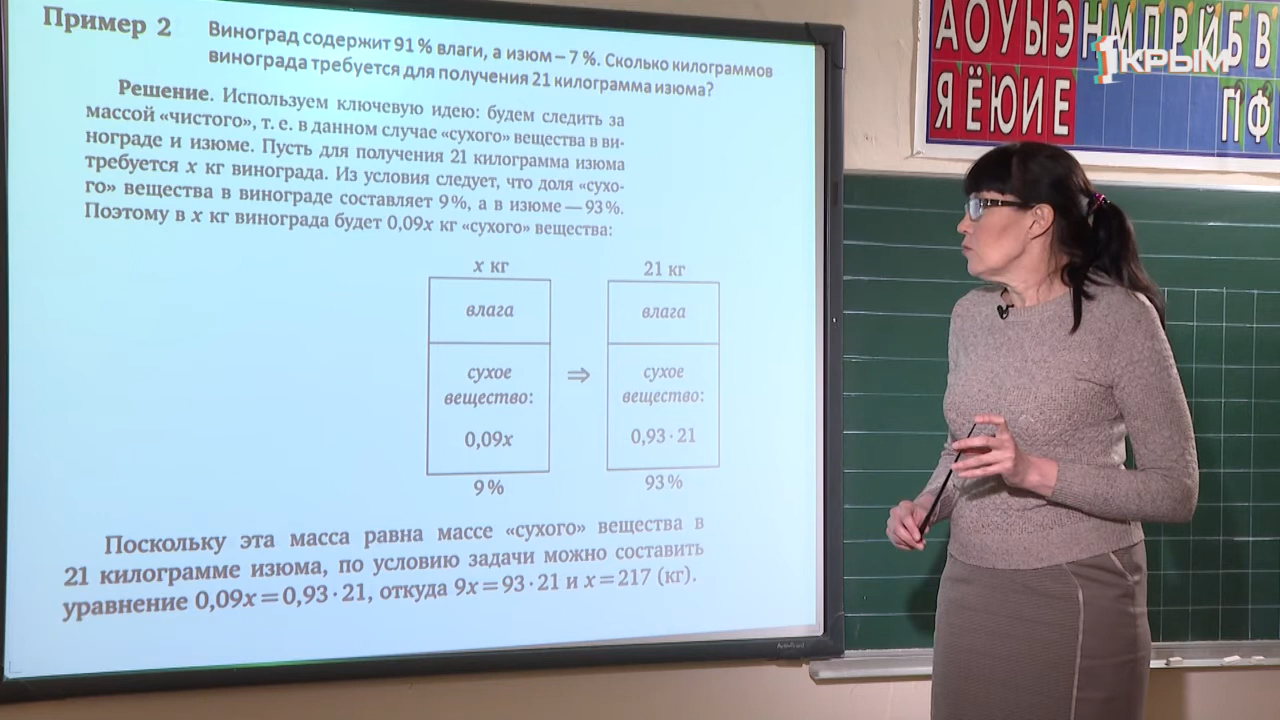 Пример 2
Виноград содержит 91 % влаги, а изюм – 7 %. Сколько килограммов
винограда требуется для получения 21 килограмма изюма?
Решение. Используем ключевую идею: будем следить за
массой «чистого», т. е. в данном случае «сухого» вещества в ви-
нограде и изюме. Пусть для получения 21 килограмма изюма
требуется x кг винограда. Из условия следует, что доля «сухо-
го» вещества в винограде составляет 9 %, а в изюме — 93 %.
Поэтому в x кг винограда будет 0,09x кг «сухого» вещества:
x кг
влага
сухое
вещество:
0,09x
9 %
⇒
21 кг
влага
сухое
вещество:
0,93 · 21
93 %
Поскольку эта масса равна массе «сухого» вещества в
21 килограмме изюма, по условию задачи можно составить
уравнение 0,09x = 0,93 · 21, откуда 9x = 93 · 21 и x = 217 (кг).
А О У Ы Э Н М Л Р Й Б В
Я Ё Ю И Е П Ф
1 КРЫМ